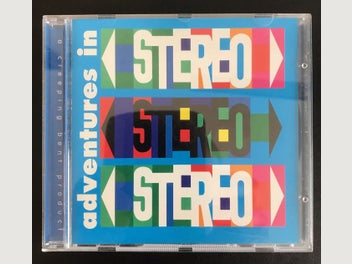 a creeping bent product
adventures in
STEREO
STEREO
STEREO